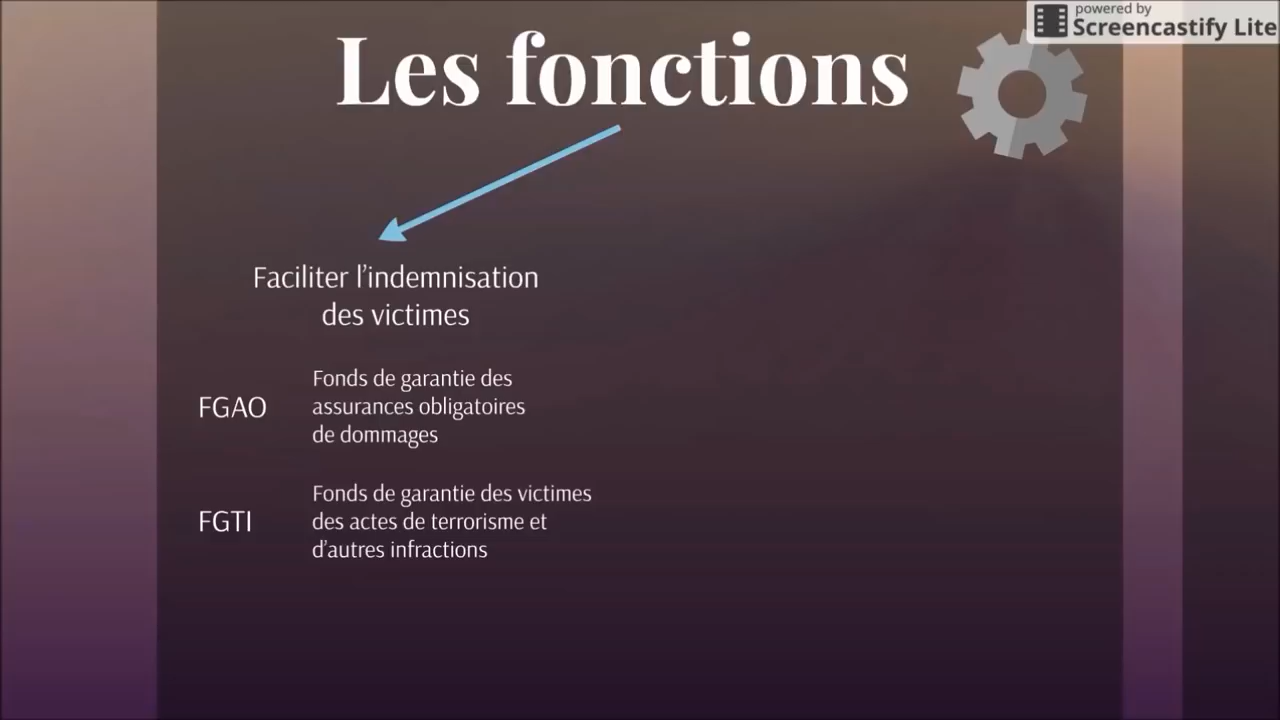 powered by
Screencastify Lite
Les fonctions
Faciliter l'indemnisation
des victimes
FGAO
Fonds de garantie des
assurances obligatoires
de dommages
FGTI
Fonds de garantie des victimes
des actes de terrorisme et
d'autres infractions